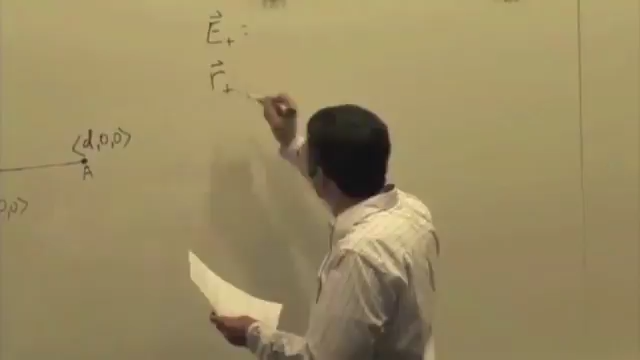 E⃗₊ =
r⃗₊
⟨d,0,0⟩
A
0,0⟩